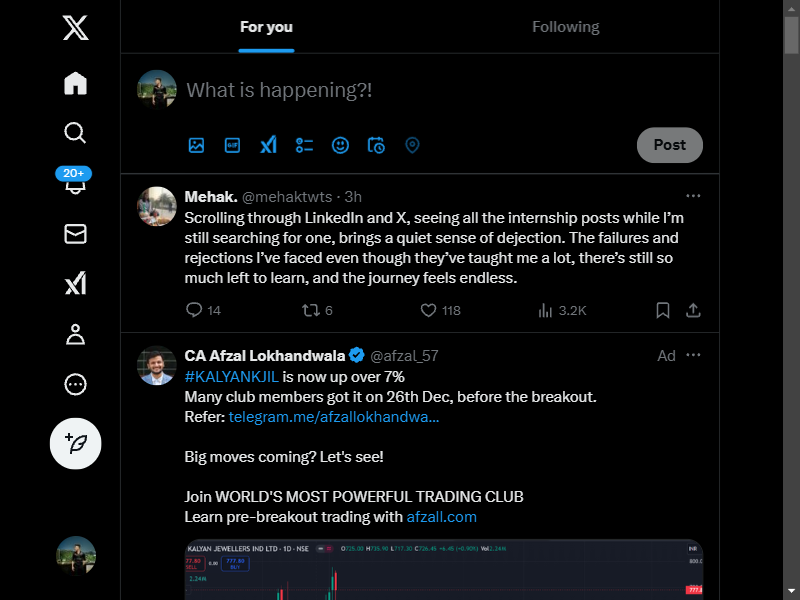 For you
Following
What is happening?!
GIF
Post
20+
Mehak. @mehaktwts · 3h
Scrolling through LinkedIn and X, seeing all the internship posts while I'm
still searching for one, brings a quiet sense of dejection. The failures and
rejections I've faced even though they've taught me a lot, there's still so
much left to learn, and the journey feels endless.
14 6 118 3.2K
CA Afzal Lokhandwala @afzal_57 Ad
#KALYANKJIL is now up over 7%
Many club members got it on 26th Dec, before the breakout.
Refer: telegram.me/afzallokhandwa...
Big moves coming? Let's see!
Join WORLD'S MOST POWERFUL TRADING CLUB
Learn pre-breakout trading with afzall.com
KALYAN JEWELLERS IND LTD · 1D · NSE
INR
SELL
BUY